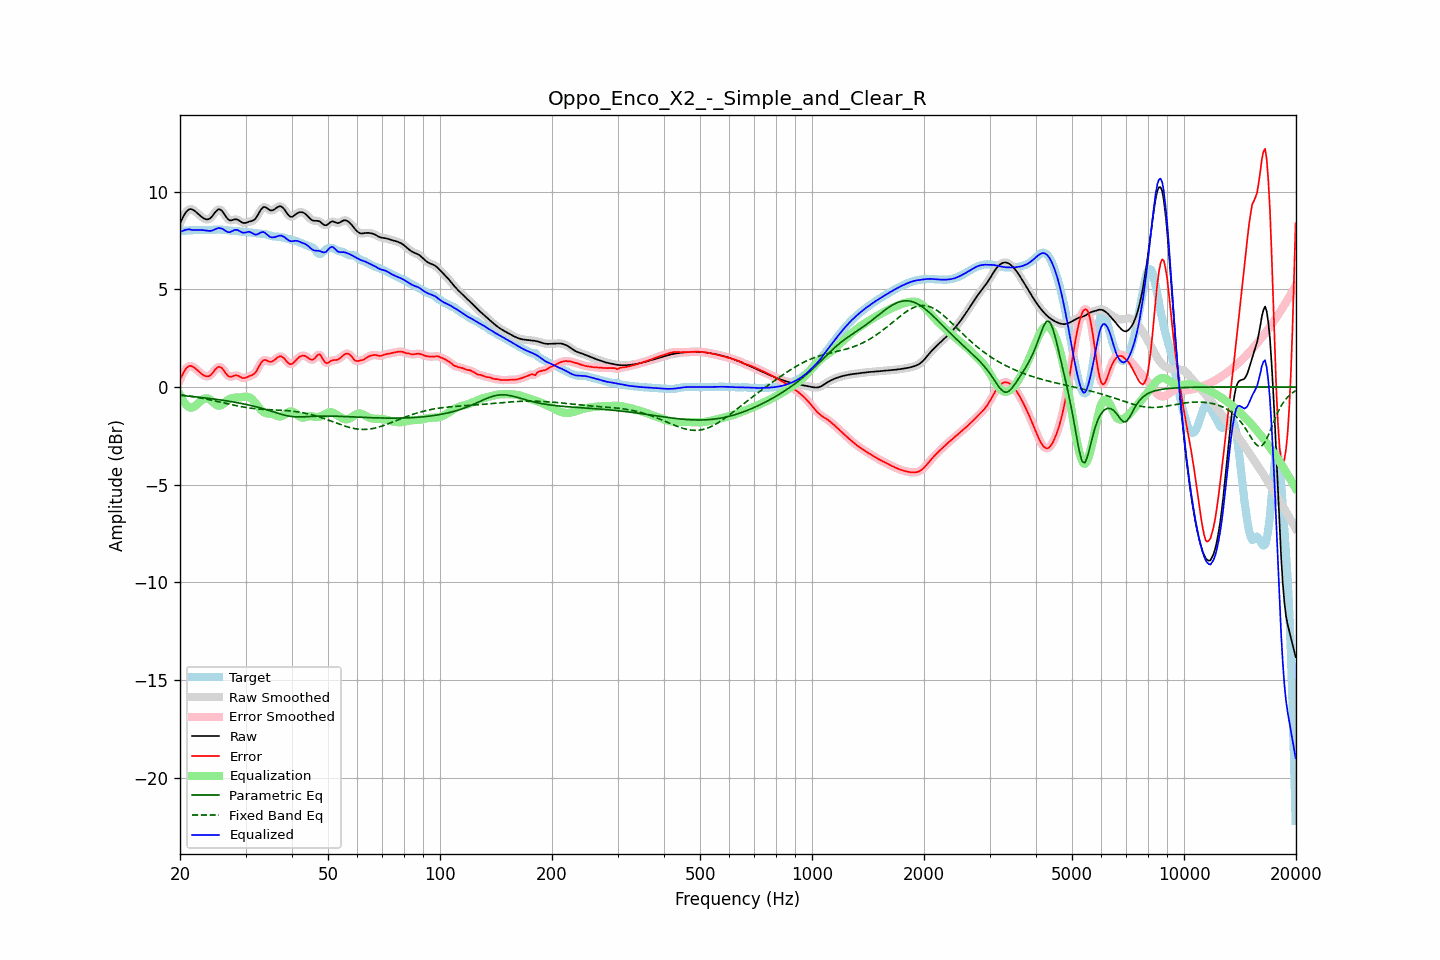 Oppo_Enco_X2_-_Simple_and_Clear_R
Amplitude (dBr)
10
5
0
−5
−10
−15
−20
Target
Raw Smoothed
Error Smoothed
Raw
Error
Equalization
Parametric Eq
Fixed Band Eq
Equalized
20 50 100 200 500 1000 2000 5000 10000 20000
Frequency (Hz)